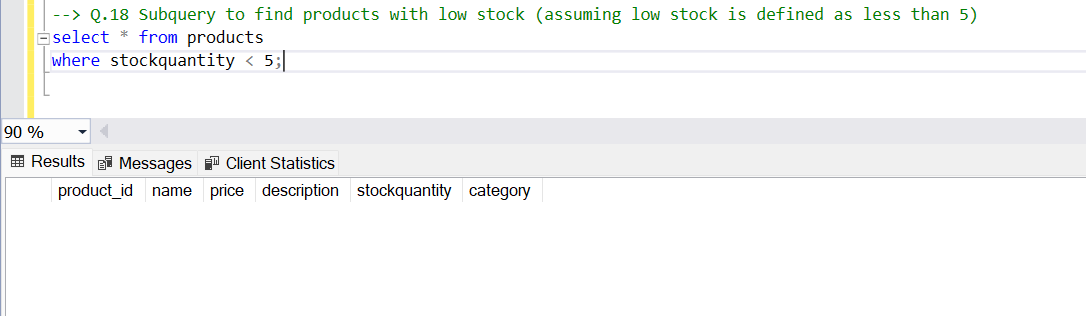 --> Q.18 Subquery to find products with low stock (assuming low stock is defined as less than 5)
select * from products
where stockquantity < 5;
90 %
Results Messages Client Statistics
product_id name price description stockquantity category